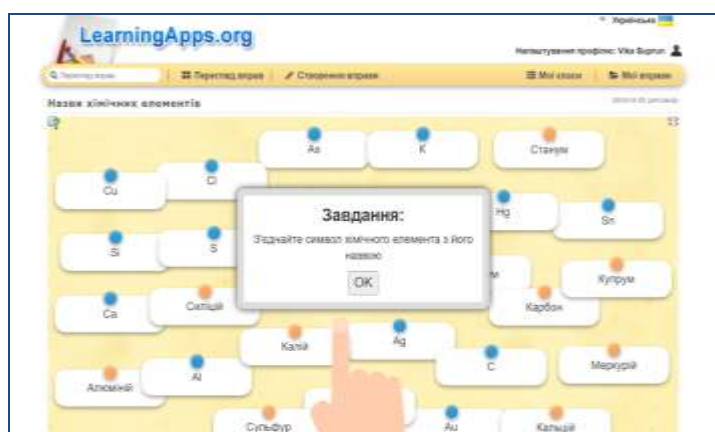 Українська
LearningApps.org
Налаштування профілю: Vika Suprun
Перегляд вправ Створення вправи Мої класи Мої вправи
Назви хімічних елементів
As K Станум
Cu Cl
Hg Sn
Завдання:
Si S
З'єднайте символ хімічного елемента з його
назвою
OK
Купрум
Ca Силіцій Карбон
Калій Ag
C Меркурій
Алюміній Al
Сульфур Au Кальцій